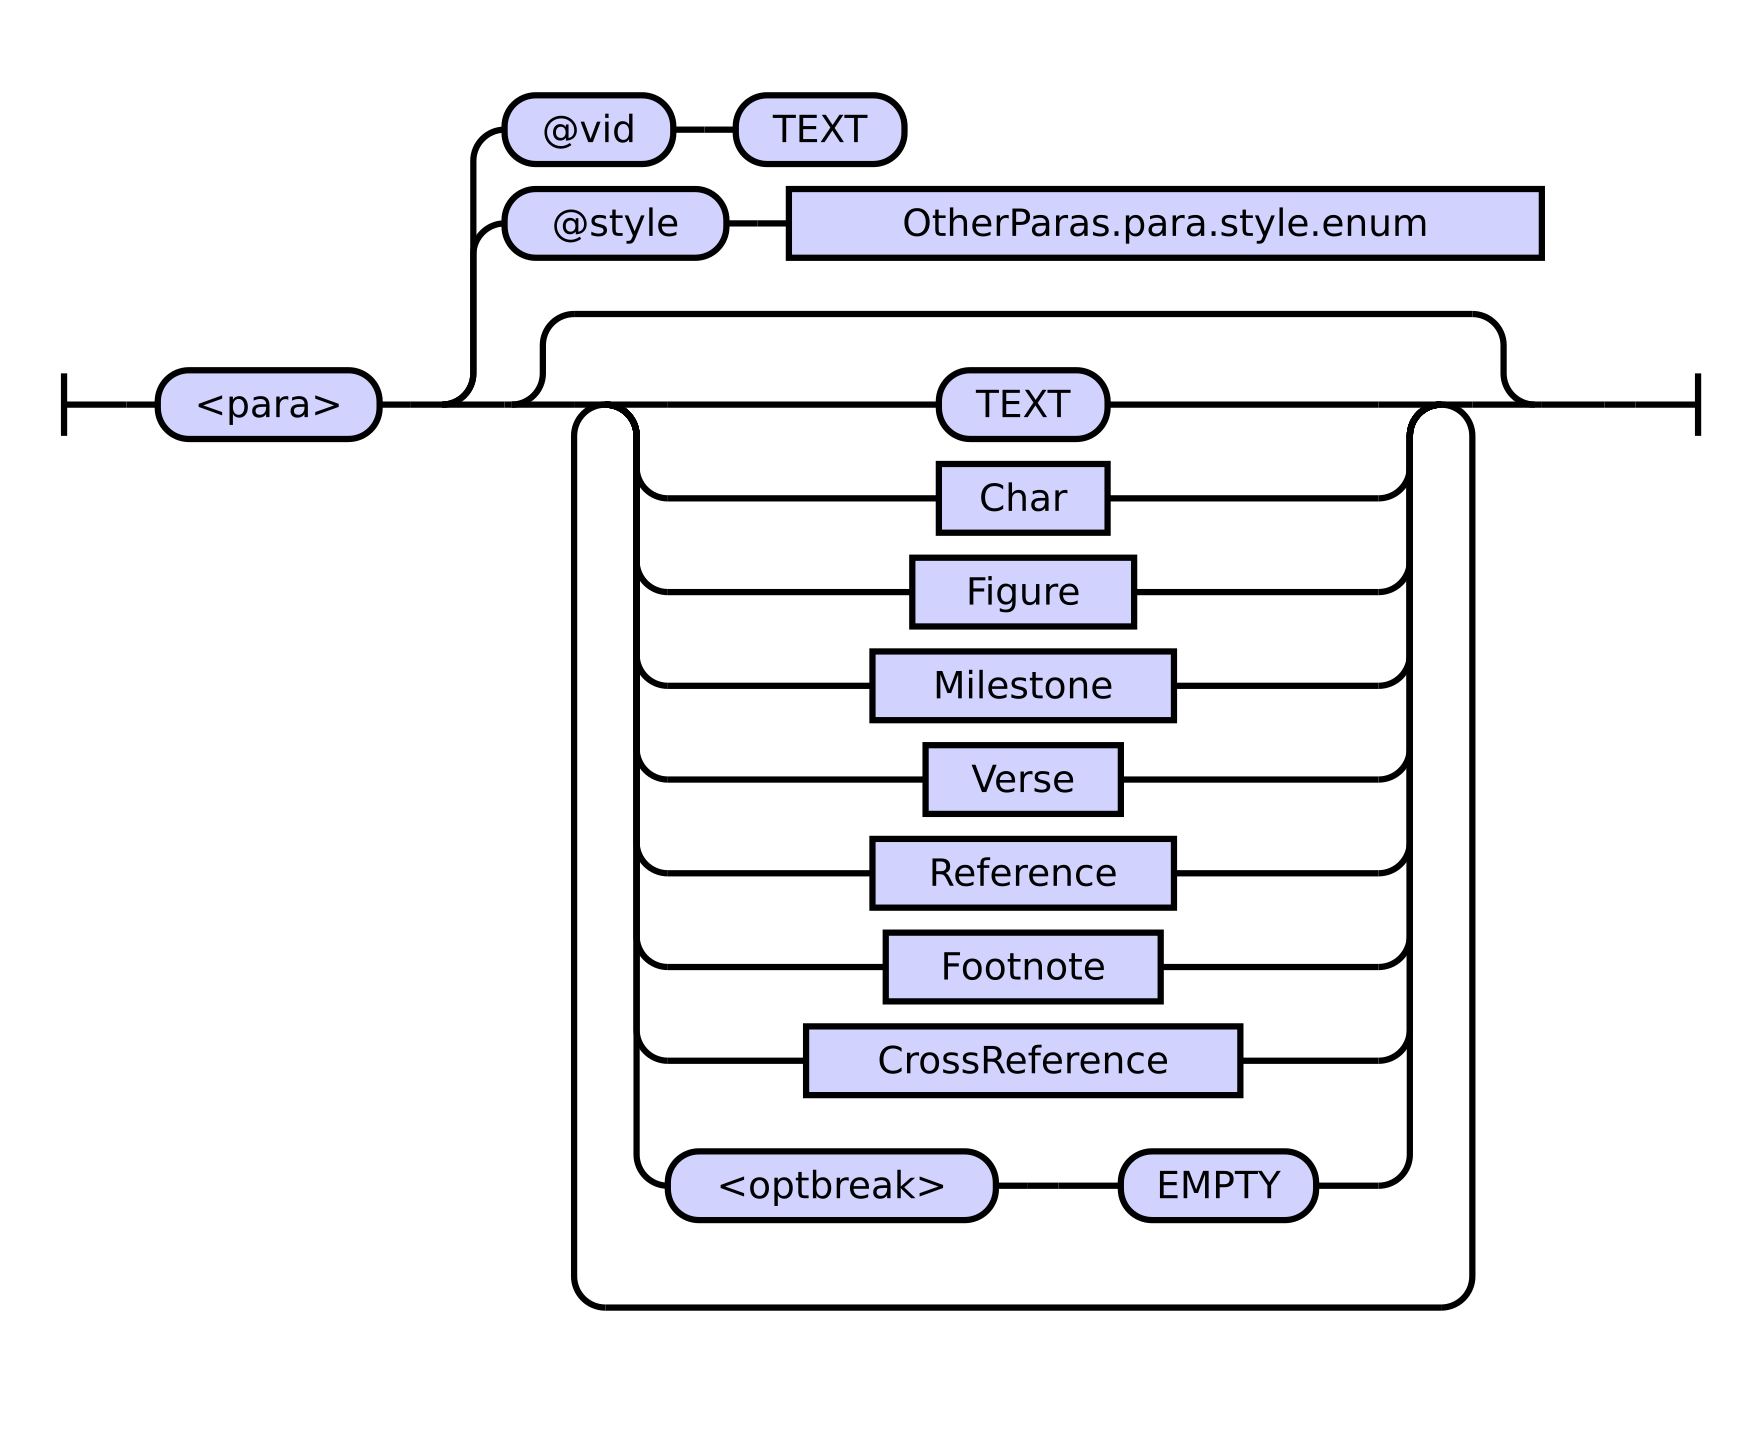 @vid TEXT
@style OtherParas.para.style.enum
<para> TEXT
Char
Figure
Milestone
Verse
Reference
Footnote
CrossReference
<optbreak> EMPTY